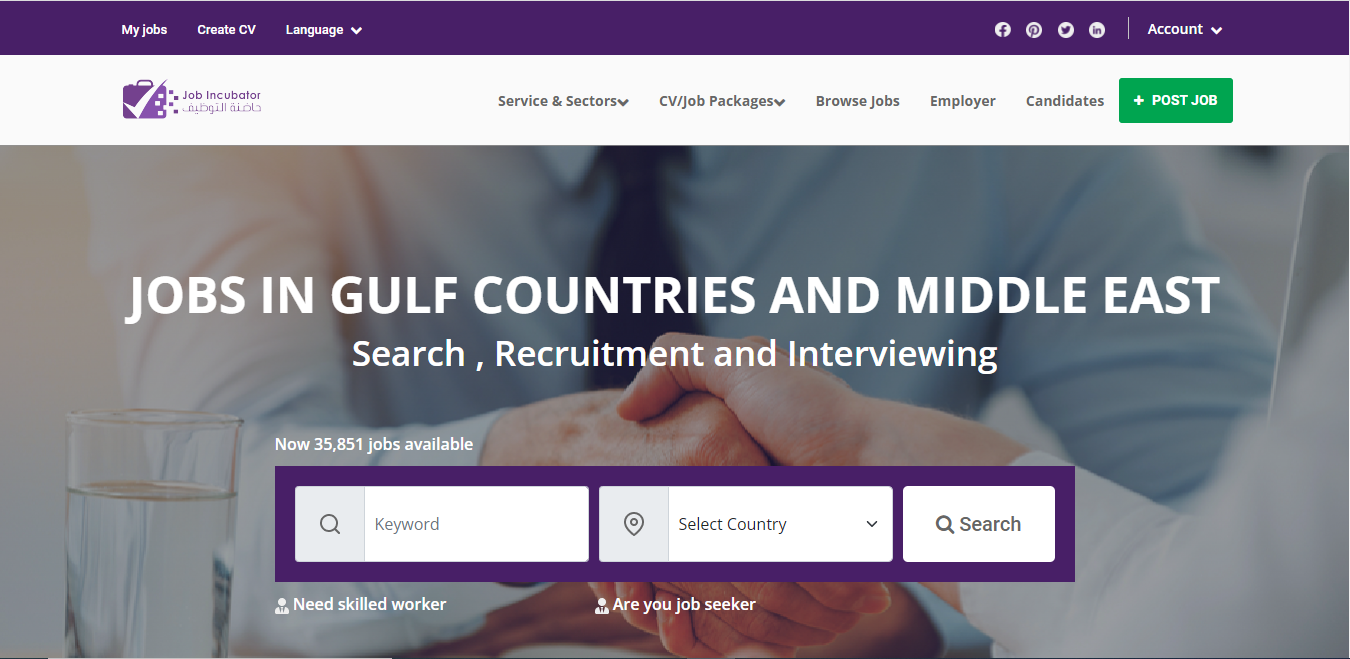 My jobs Create CV Language Account
Job Incubator
حاضنة التوظيف
Service & Sectors CV/Job Packages Browse Jobs Employer Candidates + POST JOB
JOBS IN GULF COUNTRIES AND MIDDLE EAST
Search , Recruitment and Interviewing
Now 35,851 jobs available
Keyword Select Country Search
Need skilled worker Are you job seeker